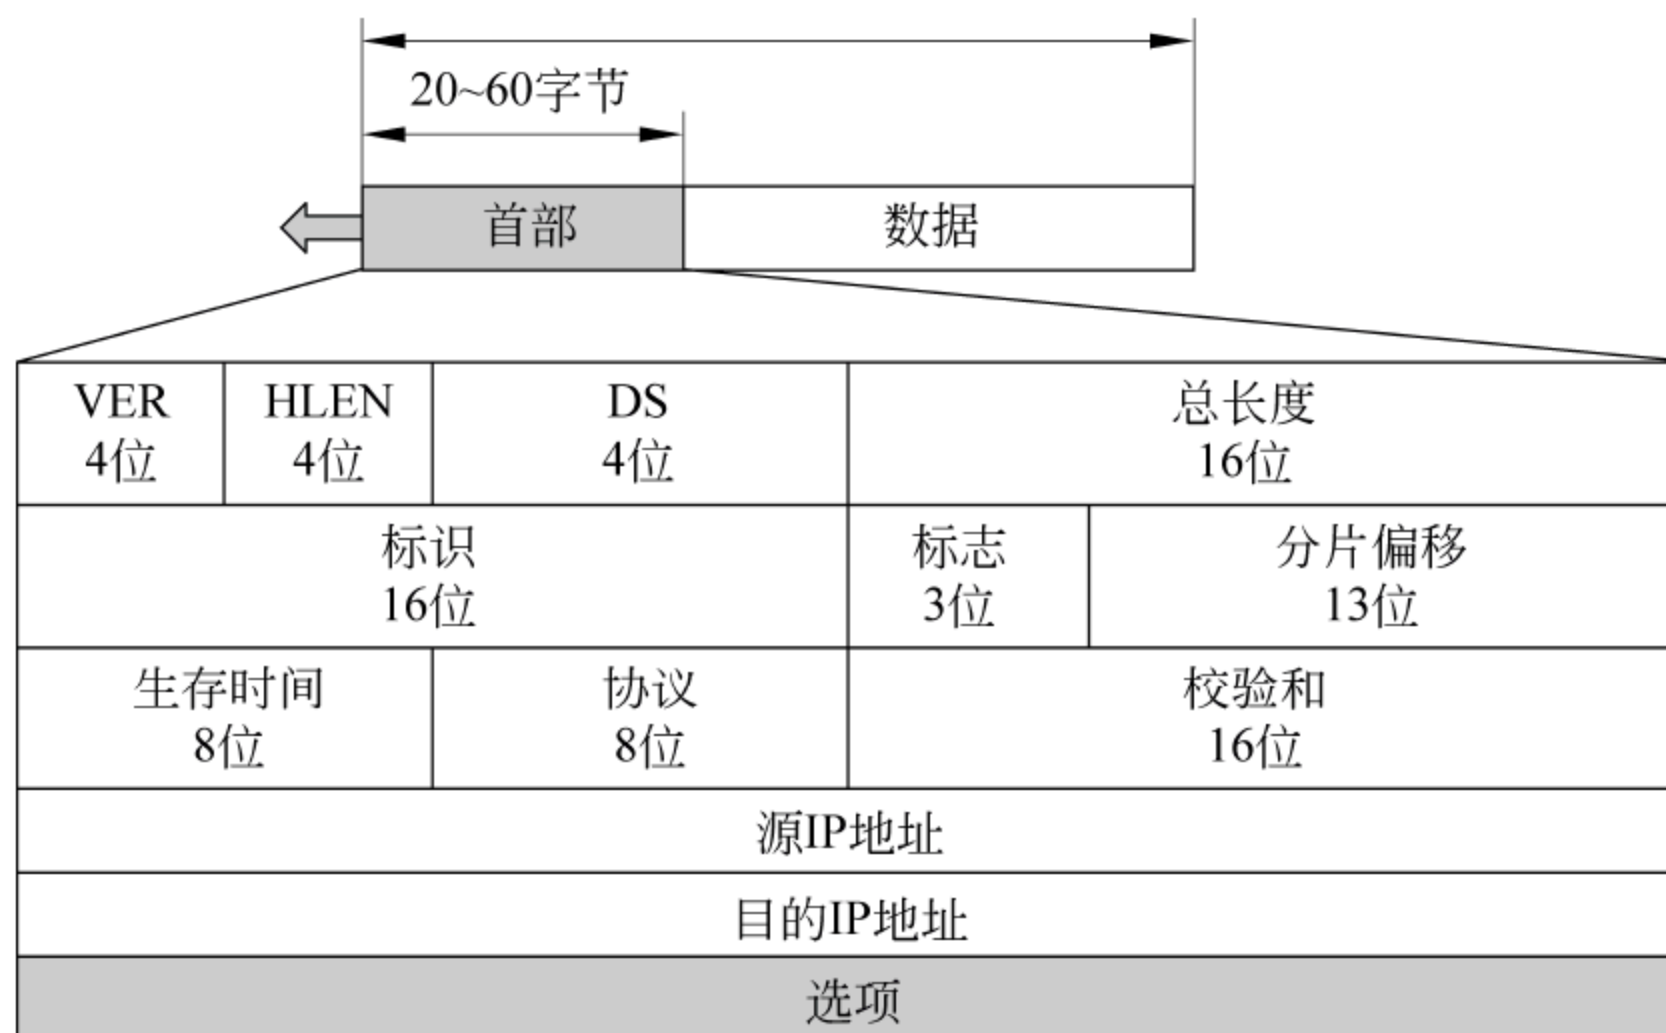 20~60字节
首部
数据
VER
4位
HLEN
4位
DS
4位
总长度
16位
标识
16位
标志
3位
分片偏移
13位
生存时间
8位
协议
8位
校验和
16位
源IP地址
目的IP地址
选项